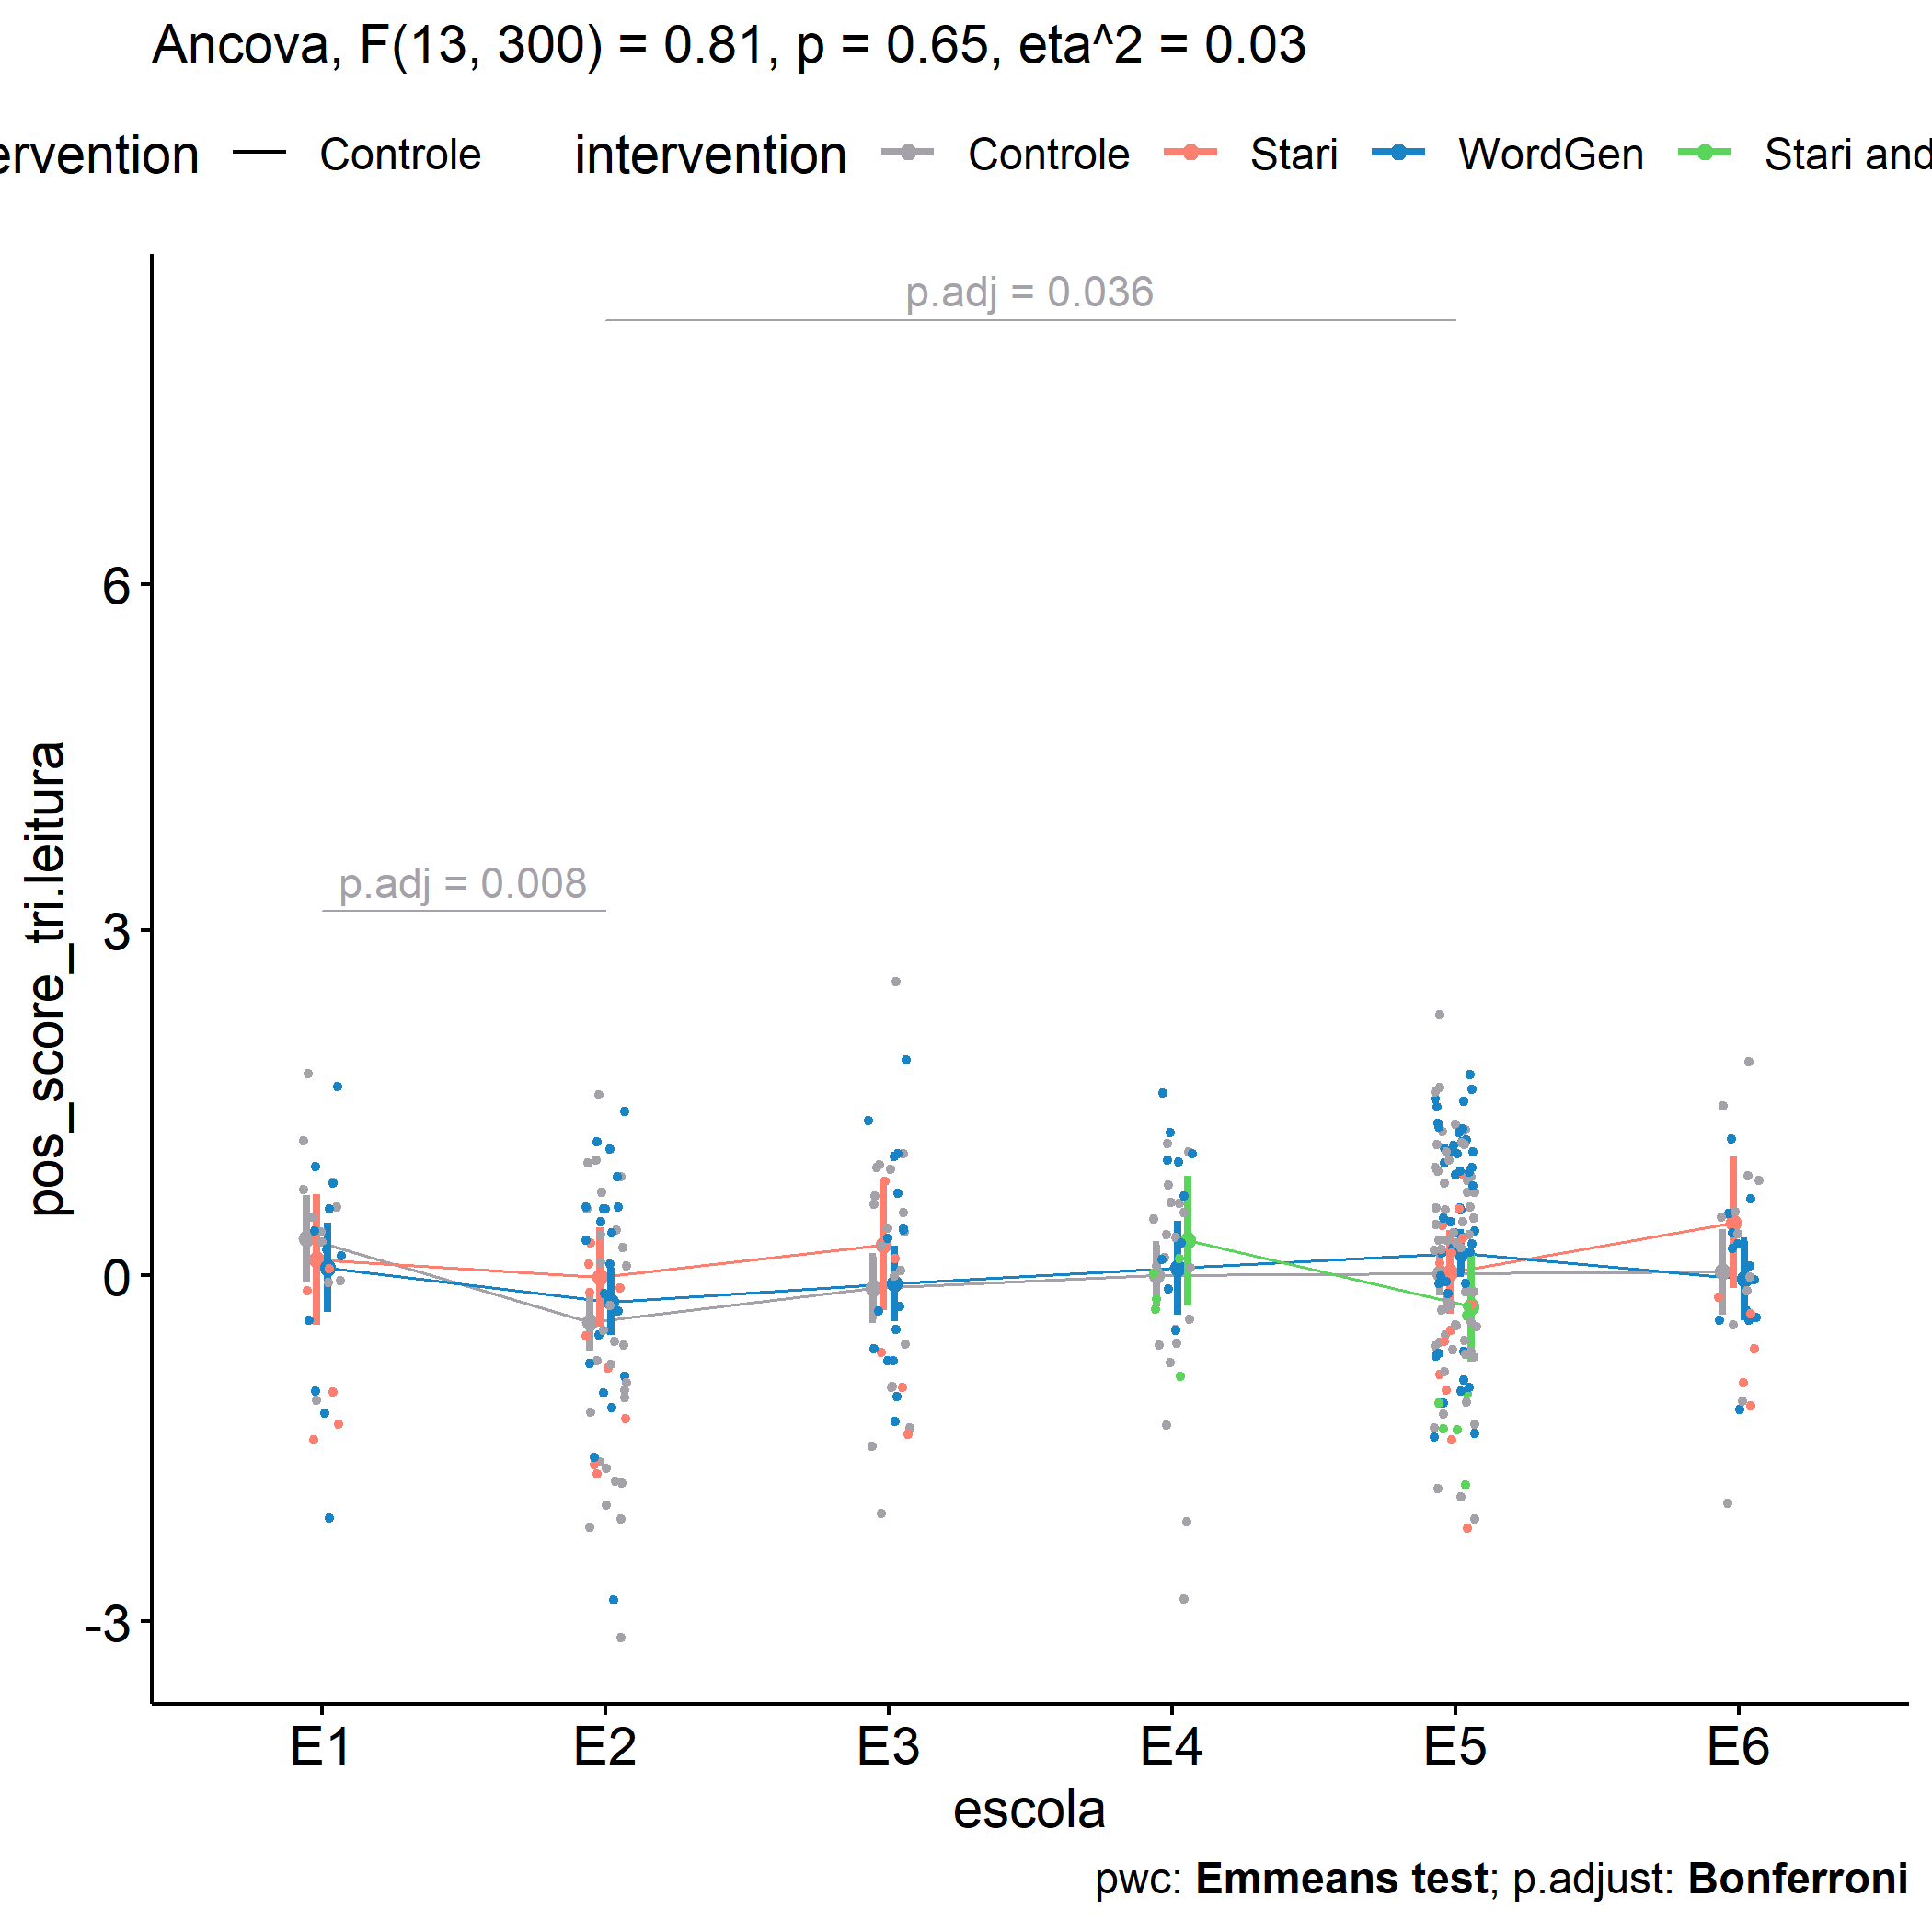 Ancova, F(13, 300) = 0.81, p = 0.65, eta^2 = 0.03
ervention Controle intervention Controle Stari WordGen Stari and
p.adj = 0.036
p.adj = 0.008
pos_score_tri.leitura
6
3
0
-3
E1 E2 E3 E4 E5 E6
escola
pwc: Emmeans test; p.adjust: Bonferroni